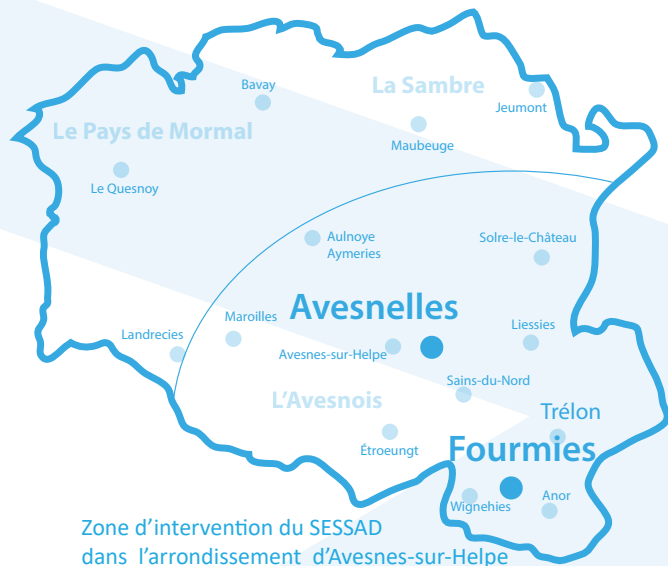 Bavay
La Sambre
Jeumont
Le Pays de Mormal
Maubeuge
Le Quesnoy
Aulnoye
Aymeries
Solre-le-Château
Avesnelles
Maroilles
Liessies
Landrecies
Avesnes-sur-Helpe
Sains-du-Nord
L'Avesnois
Trélon
Étroeungt
Fourmies
Wignehies
Anor
Zone d'intervention du SESSAD
dans l'arrondissement d'Avesnes-sur-Helpe